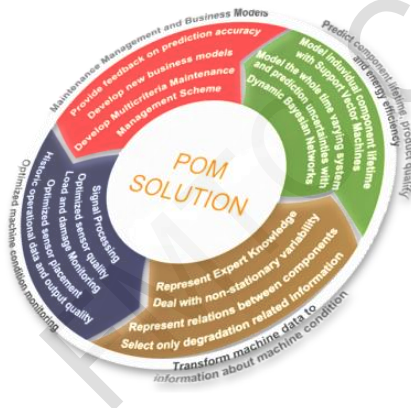 Maintenance Management and Business Models
Provide feedback on prediction accuracy
Develop new business models
Develop Multicriteria Maintenance
Management Scheme
Predict component lifetime, product quality
and energy efficiency
Model individual component lifetime
with Support Vector Machines
Model the whole time varying system
and prediction uncertainties with
Dynamic Bayesian Networks
POM
SOLUTION
Signal Processing
Optimized sensor quality
Load and damage Monitoring
Optimized sensor placement
Historic operational data and output quality
Optimized machine condition monitoring
Represent Expert Knowledge
Deal with non-stationary variability
Represent relations between components
Select only degradation related information
Transform machine data to
information about machine condition